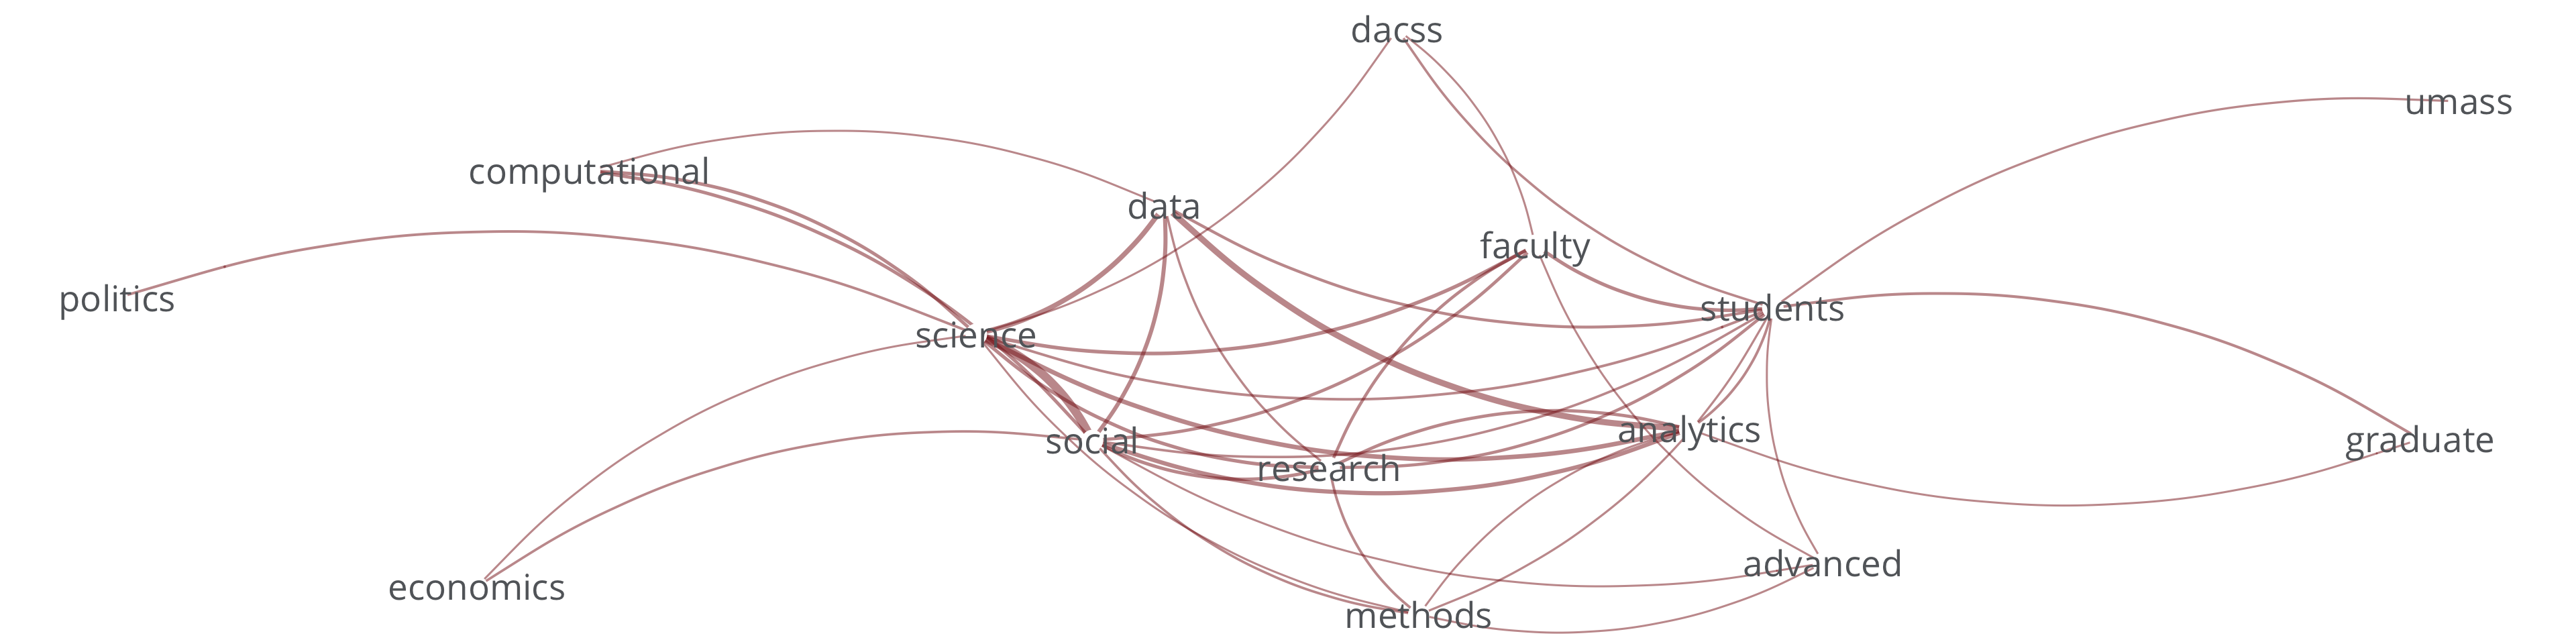 dacss
umass
computational
data
faculty
politics
students
science
analytics
graduate
social
research
advanced
economics
methods